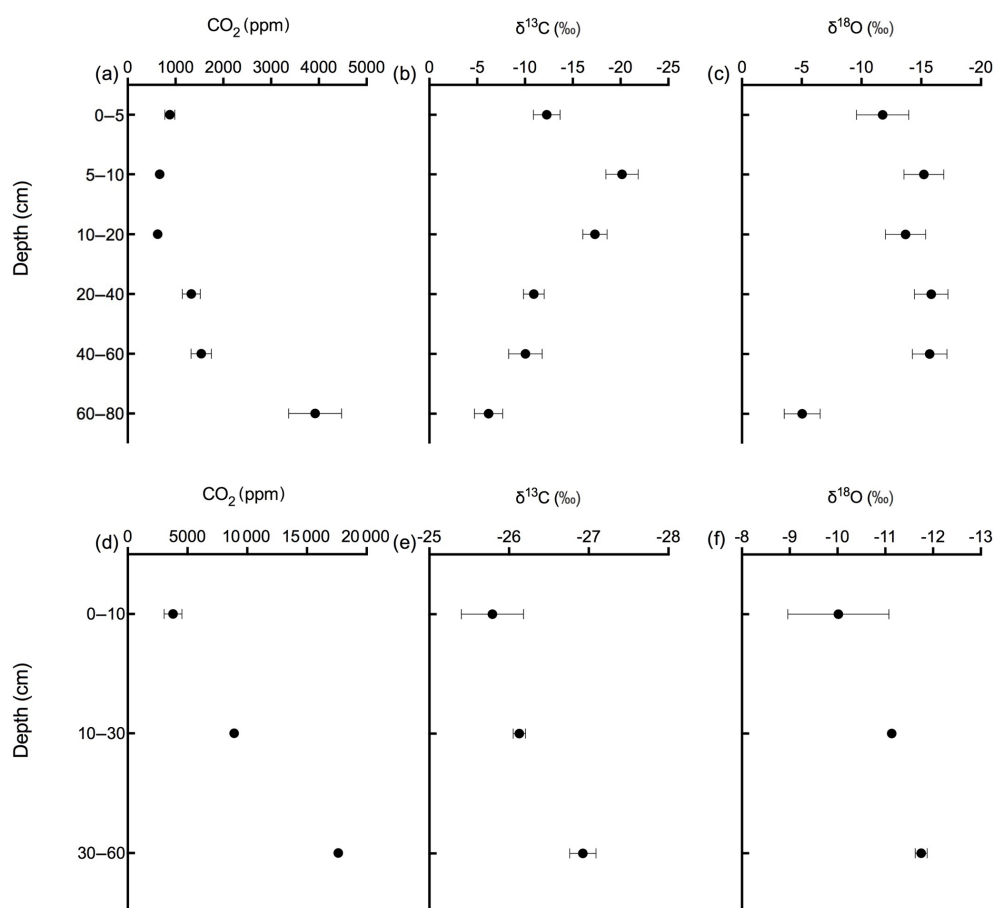 CO2 (ppm) δ13C (‰) δ18O (‰)
(a) 0 1000 2000 3000 4000 5000 (b) 0 -5 -10 -15 -20 -25 (c) 0 -5 -10 -15 -20
0–5
5–10
10–20
20–40
40–60
60–80
Depth (cm)
CO2 (ppm) δ13C (‰) δ18O (‰)
(d) 0 5000 10 000 15 000 20 000 (e) -25 -26 -27 -28 (f) -8 -9 -10 -11 -12 -13
0–10
10–30
30–60
Depth (cm)